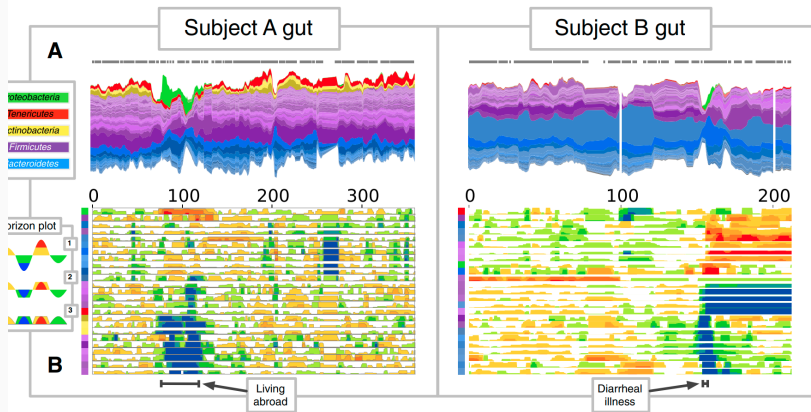 Subject A gut
Subject B gut
A
roteobacteria
Tenericutes
ctinobacteria
Firmicutes
acteroidetes
0 100 200 300
0 100 200
orizon plot
1
2
3
B
Living
abroad
Diarrheal
illness